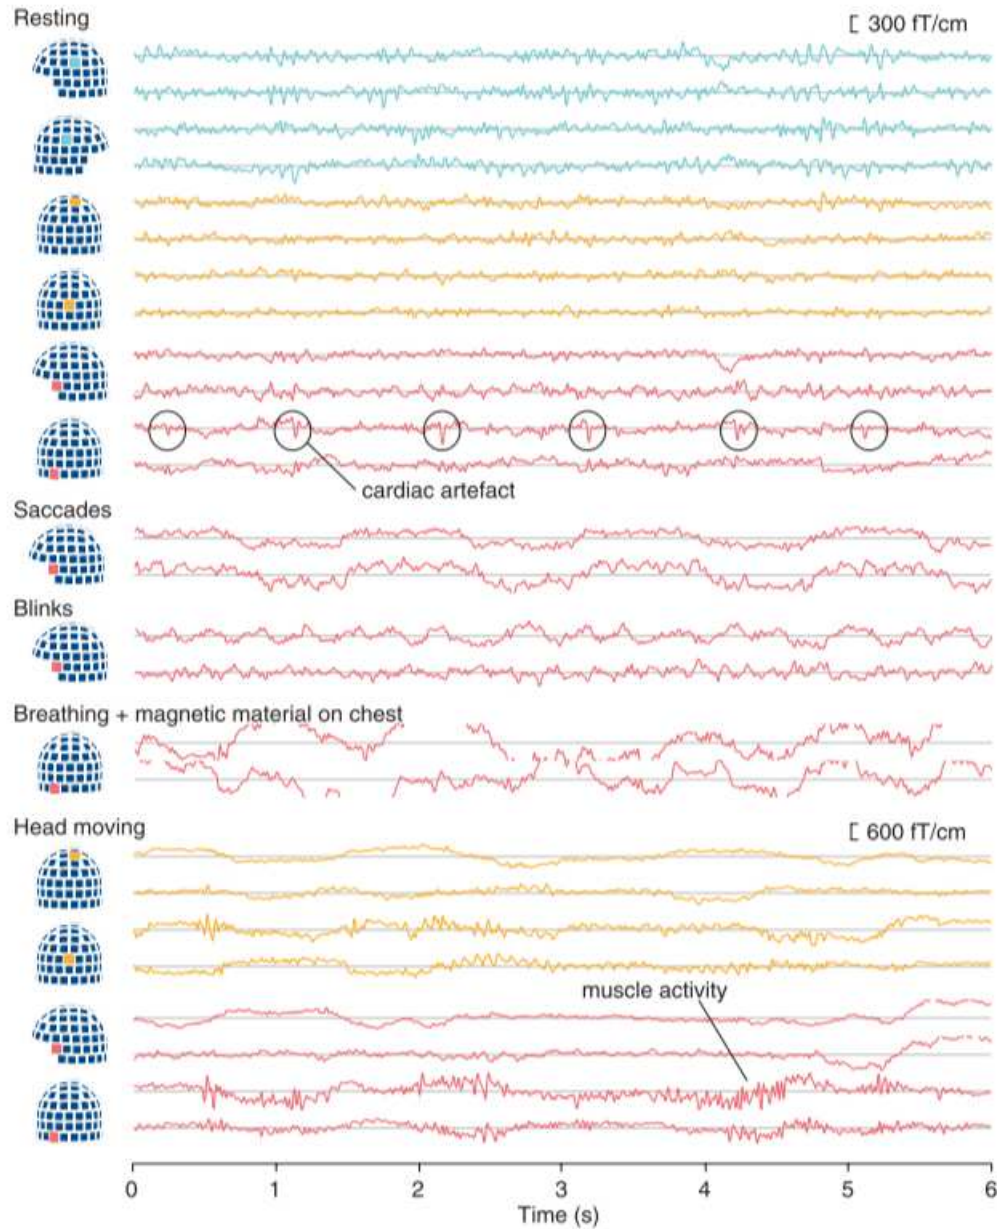 Resting
[ 300 fT/cm
cardiac artefact
Saccades
Blinks
Breathing + magnetic material on chest
Head moving
[ 600 fT/cm
muscle activity
0 1 2 3 4 5 6
Time (s)